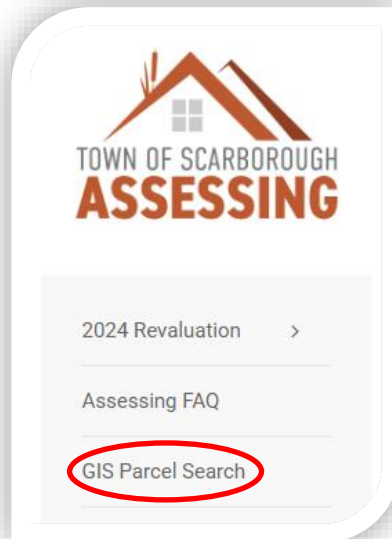 TOWN OF SCARBOROUGH
ASSESSING
2024 Revaluation >
Assessing FAQ
GIS Parcel Search